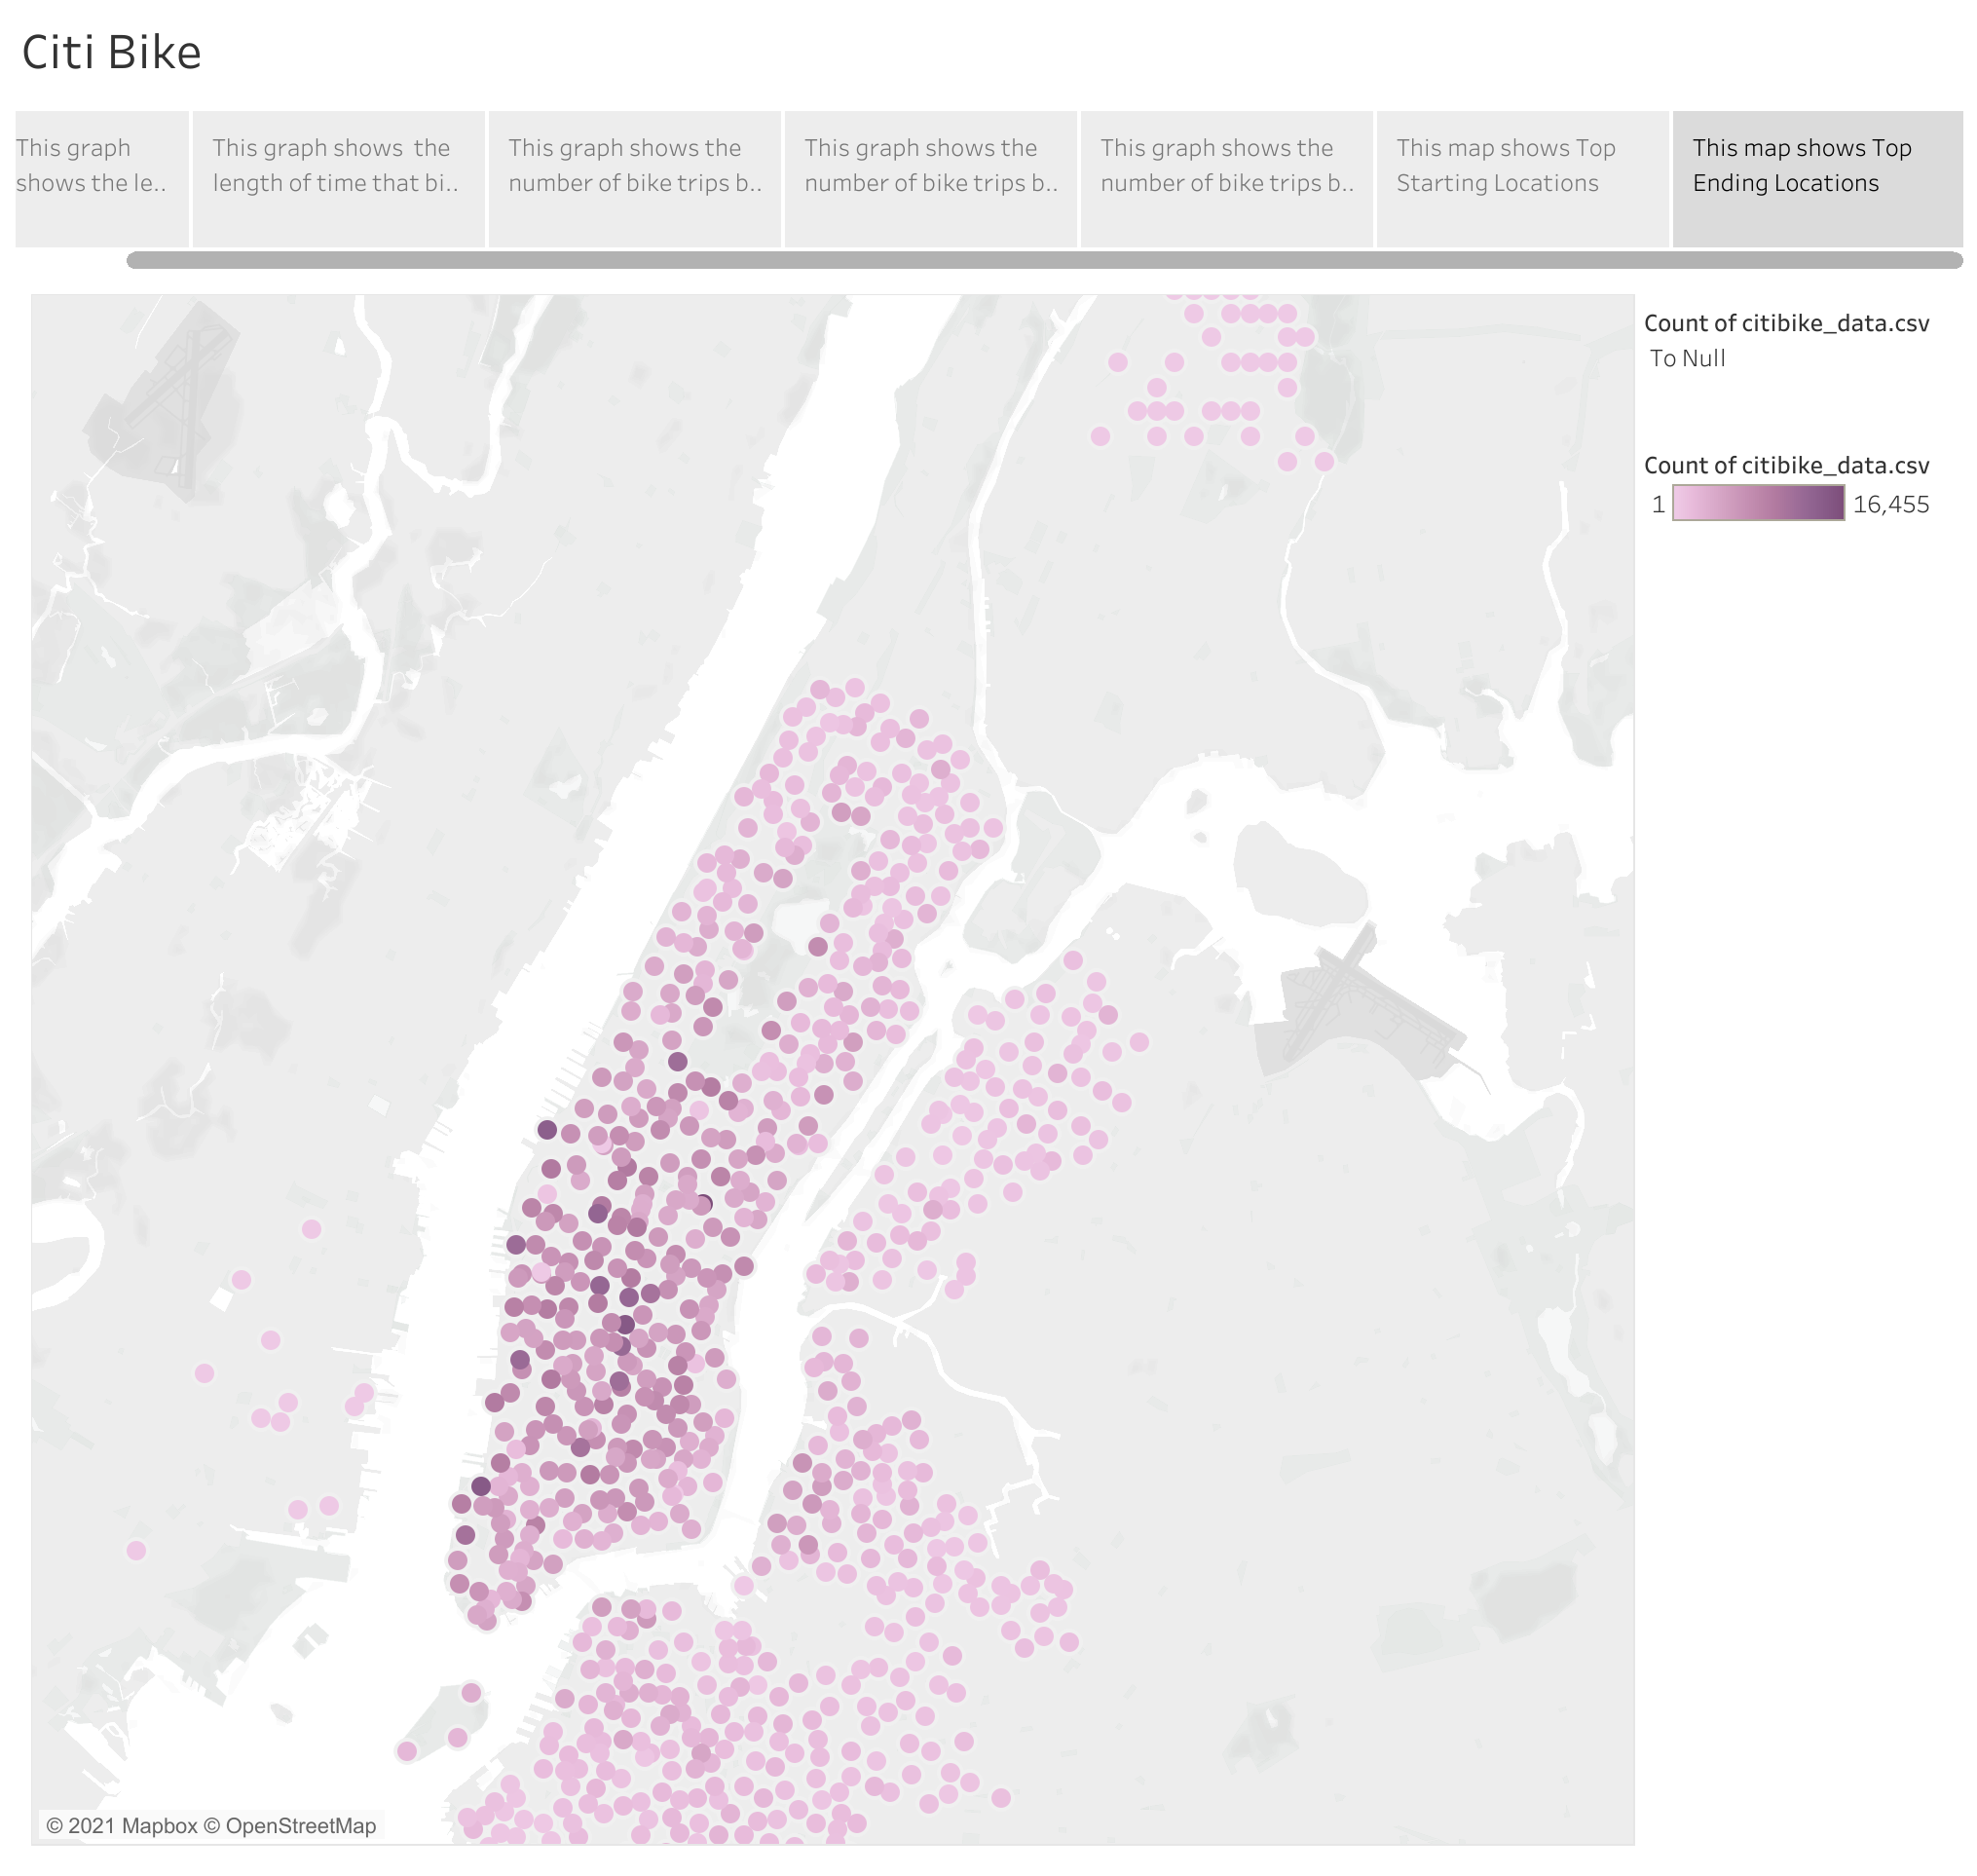 Citi Bike
This graph
shows the le..
This graph shows  the
length of time that bi..
This graph shows the
number of bike trips b..
This graph shows the
number of bike trips b..
This graph shows the
number of bike trips b..
This map shows Top
Starting Locations
This map shows Top
Ending Locations
Count of citibike_data.csv
To Null
Count of citibike_data.csv
1 16,455
© 2021 Mapbox © OpenStreetMap